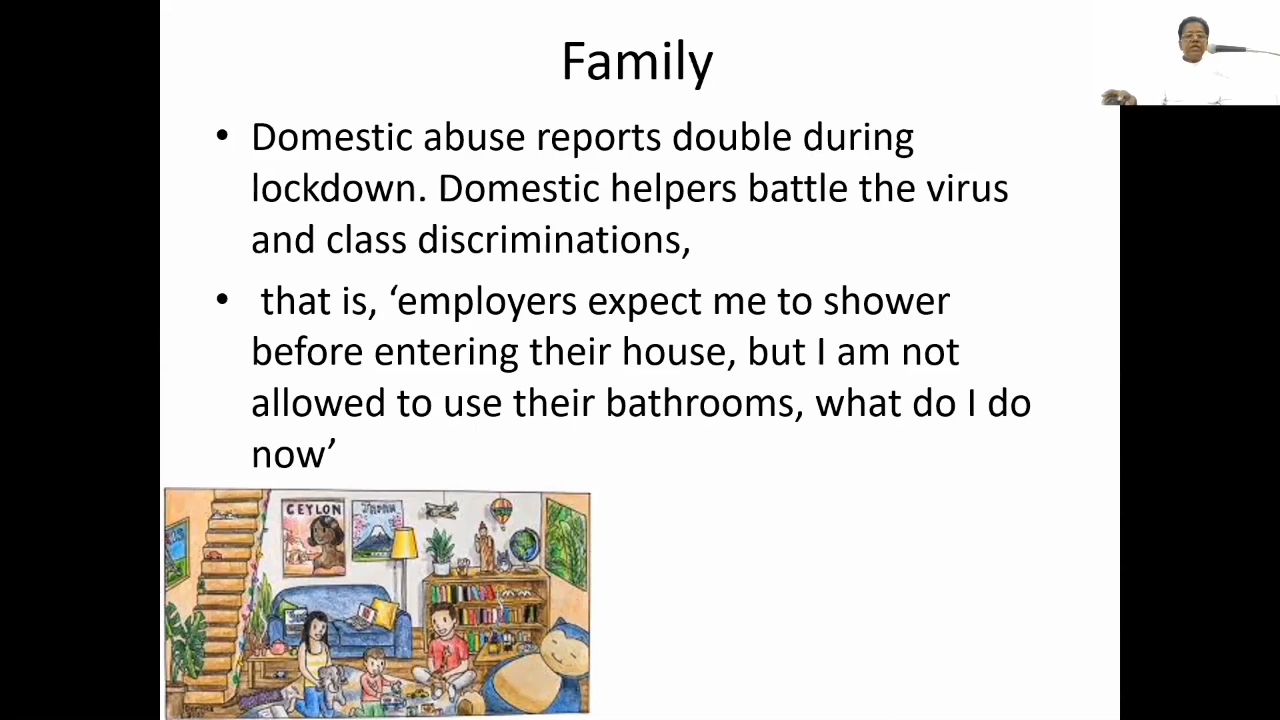 Family
• Domestic abuse reports double during
lockdown. Domestic helpers battle the virus
and class discriminations,
• that is, ‘employers expect me to shower
before entering their house, but I am not
allowed to use their bathrooms, what do I do
now’
CEYLON
JAPAN